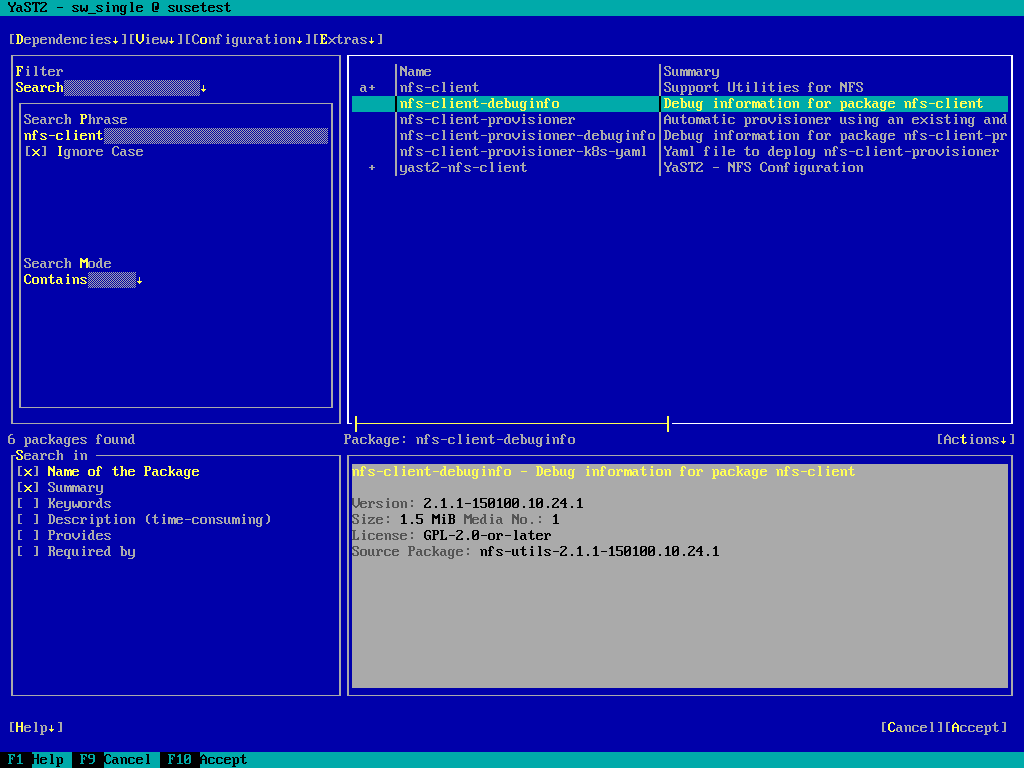 YaST2 - sw_single @ susetest
[Dependencies↓][View↓][Configuration↓][Extras↓]
Filter
Search↓
Search Phrase
nfs-client
[x] Ignore Case
Search Mode
Contains↓
Name Summary
a+ nfs-client Support Utilities for NFS
nfs-client-debuginfo Debug information for package nfs-client
nfs-client-provisioner Automatic provisioner using an existing and
nfs-client-provisioner-debuginfo Debug information for package nfs-client-pr
nfs-client-provisioner-k8s-yaml Yaml file to deploy nfs-client-provisioner
+ yast2-nfs-client YaST2 - NFS Configuration
6 packages found
Package: nfs-client-debuginfo [Actions↓]
Search in
[x] Name of the Package
[x] Summary
[ ] Keywords
[ ] Description (time-consuming)
[ ] Provides
[ ] Required by
nfs-client-debuginfo - Debug information for package nfs-client
Version: 2.1.1-150100.10.24.1
Size: 1.5 MiB Media No.: 1
License: GPL-2.0-or-later
Source Package: nfs-utils-2.1.1-150100.10.24.1
[Help↓] [Cancel][Accept]
F1 Help F9 Cancel F10 Accept